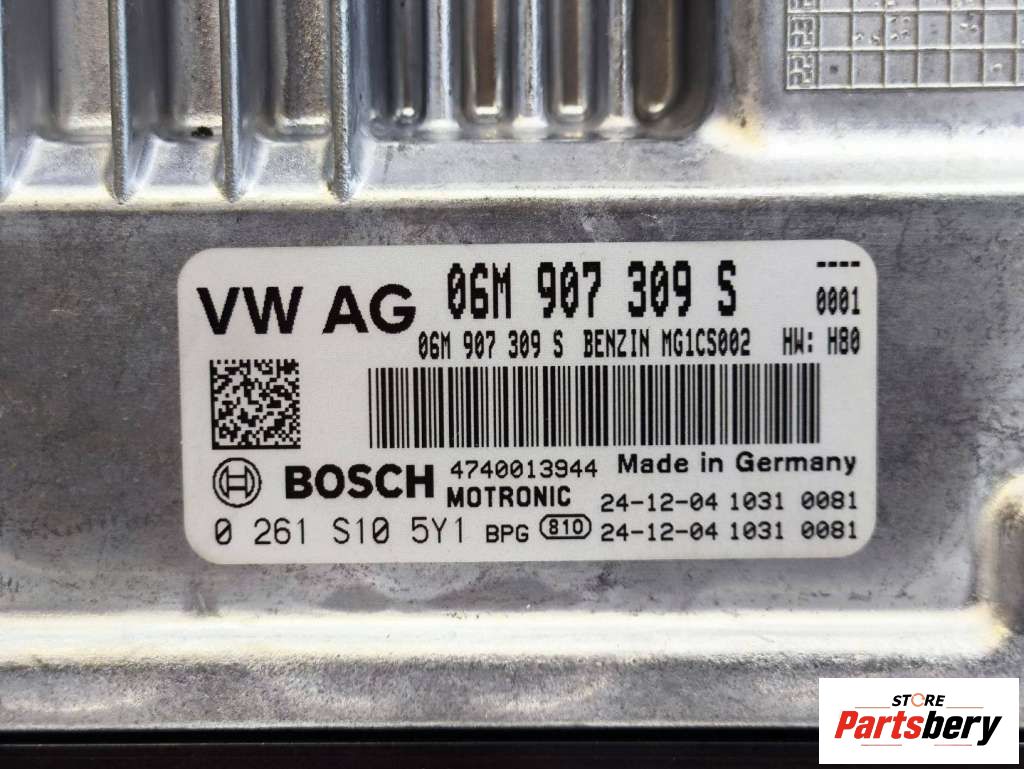 VW AG 06M 907 309 S ----
0001
06M 907 309 S BENZIN MG1CS002 HW: H80
BOSCH 4740013944 Made in Germany
MOTRONIC 24-12-04 1031 0081
0 261 S10 5Y1 BPG 810 24-12-04 1031 0081
STORE
Partsbery